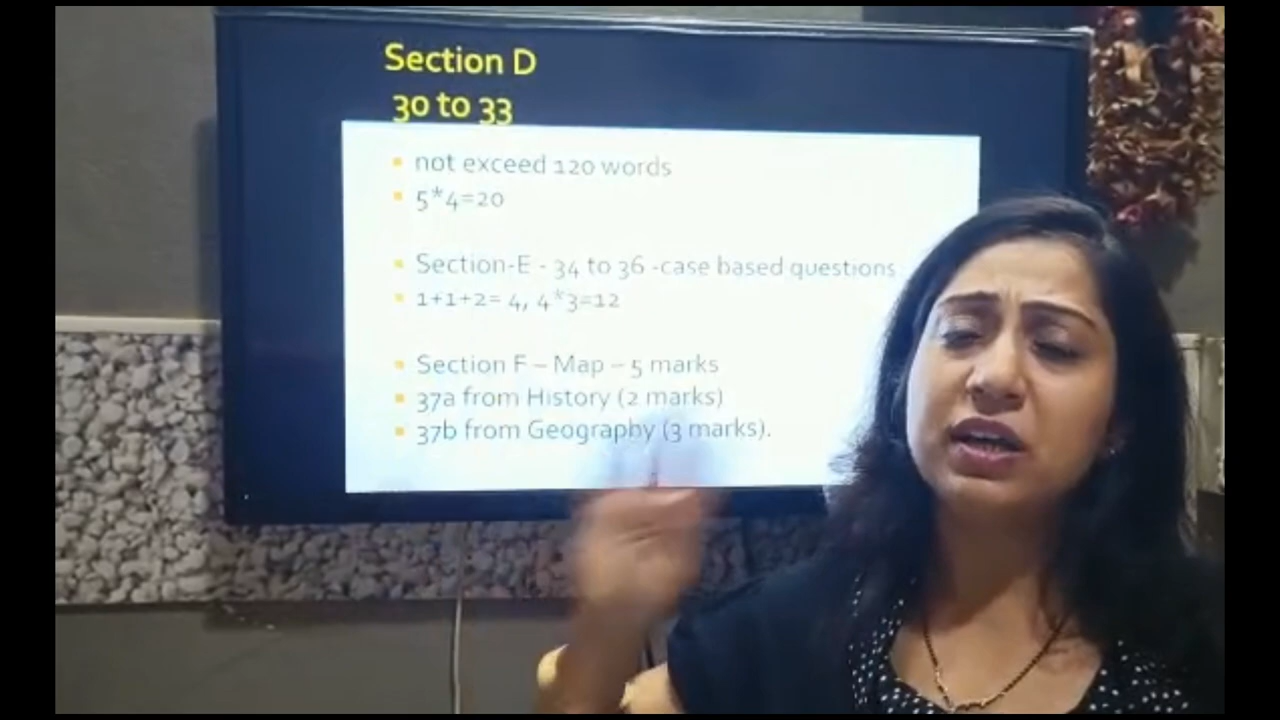 Section D
30 to 33
not exceed 120 words
5*4=20
Section-E - 34 to 36 -case based questions
1+1+2= 4, 4*3=12
Section F – Map – 5 marks
37a from History (2 marks)
37b from Geography (3 marks).